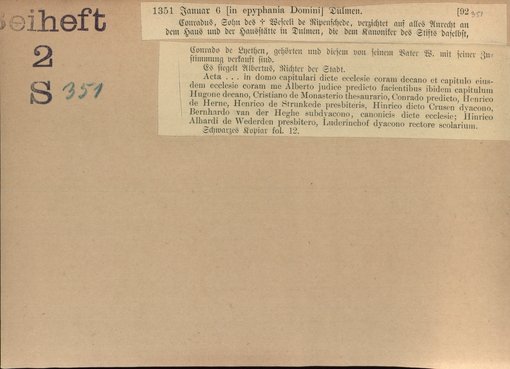 Beiheft
2
S 351
1351 Januar 6 [in epyphania Domini] Dülmen. [92 351
Conradus, Sohn des † Wescli de Ripenschede, verzichtet auf alles Anrecht an
dem Haus und der Hausstätte in Dülmen, die dem Kanoniker des Stifts daselbst,
Conrado de Lyethen, gehörten und diesem von seinem Vater W. mit seiner Zu-
stimmung verkauft sind.
Es siegelt Albertus, Richter der Stadt.
Acta . . . in domo capitulari dicte ecclesie coram decano et capitulo eius-
dem ecclesie coram me Alberto judice predicto facientibus ibidem capitulum
Hugone decano, Cristiano de Monasterio thesaurario, Conrado predicto, Henrico
de Herne, Henrico de Strunkede presbiteris, Hinrico dicto Crusen dyacono,
Bernhardo van der Heghe subdyacono, canonicis dicte ecclesie; Hinrico
Alhardi de Wederden presbitero, Luderinchof dyacono rectore scolarium.
Schwarzes Kopiar fol. 12.